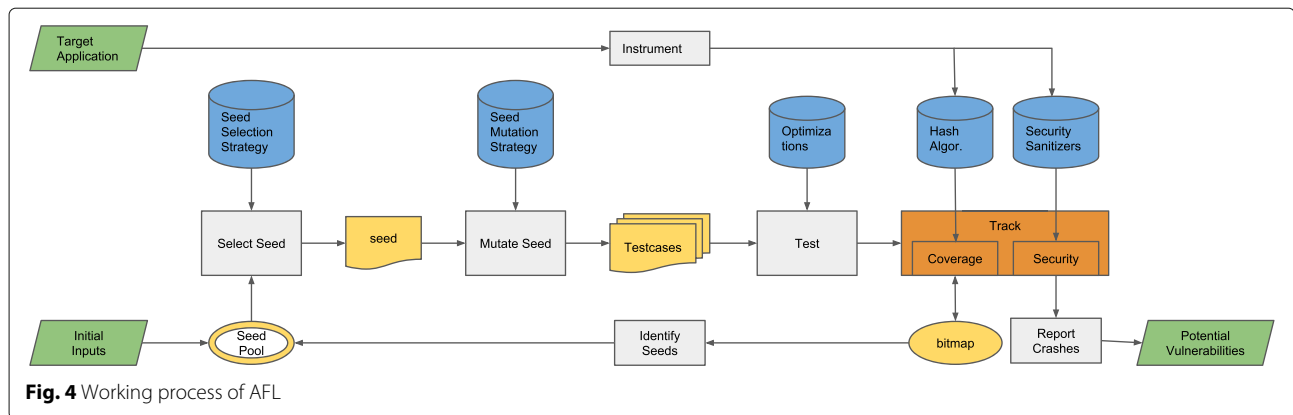 Target
Application
Instrument
Seed
Selection
Strategy
Seed
Mutation
Strategy
Optimiza
tions
Hash
Algor.
Security
Sanitizers
Select Seed
seed
Mutate Seed
Testcases
Test
Track
Coverage
Security
Initial
Inputs
Seed
Pool
Identify
Seeds
bitmap
Report
Crashes
Potential
Vulnerabilities
Fig. 4 Working process of AFL